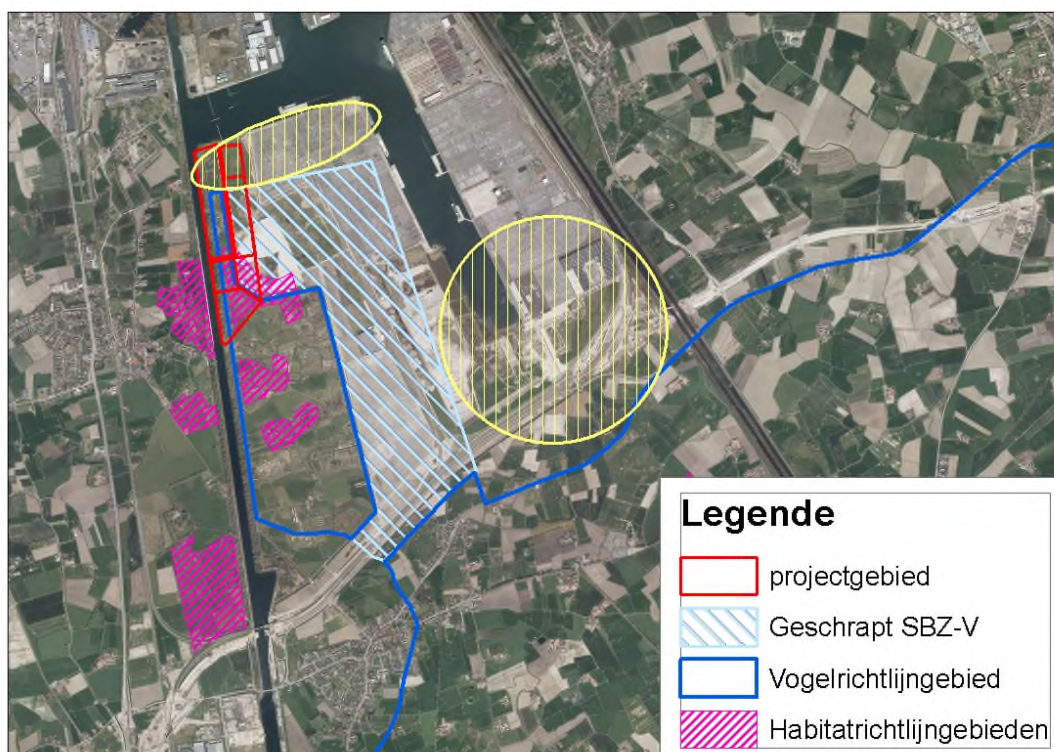 Legende
projectgebied
Geschrapt SBZ-V
Vogelrichtlijngebied
Habitatrichtlijngebieden